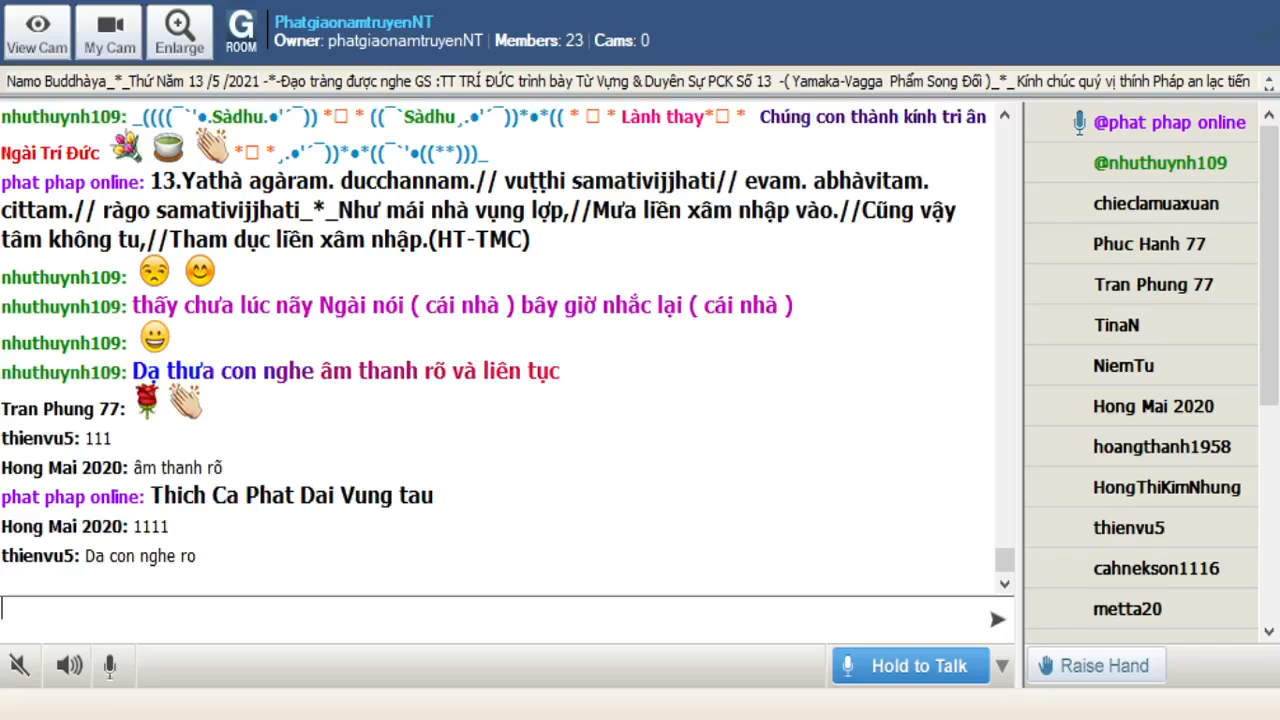 View Cam
My Cam
Enlarge
G
ROOM
PhatgiaonamtruyenNT
Owner: phatgiaonamtruyenNT | Members: 23 | Cams: 0
Namo Buddhàya_*_Thứ Năm 13 /5 /2021 -*-Đạo tràng được nghe GS :TT TRÍ ĐỨC trình bày Từ Vựng & Duyên Sự PCK Số 13 -( Yamaka-Vagga Phẩm Song Đối )_*_ Kính chúc quý vị thính Pháp an lạc tiến
nhuthuynh109: _((((¯`'•.Sàdhu.•'´¯)) *□ * ((¯`Sàdhu¸.•'´¯))*•*(( * □ * Lành thay*□ * Chúng con thành kính tri ân
Ngài Trí Đức *□ *¸.•'´¯))*•*((¯`'•((**)))_
phat phap online: 13.Yathà agàram. ducchannam.// vuṭṭhi samativijjhati// evam. abhàvitam.
cittam.// ràgo samativijjhati_*_Như mái nhà vụng lợp,//Mưa liền xâm nhập vào.//Cũng vậy
tâm không tu,//Tham dục liền xâm nhập.(HT-TMC)
nhuthuynh109:
nhuthuynh109: thấy chưa lúc nãy Ngài nói ( cái nhà ) bây giờ nhắc lại ( cái nhà )
nhuthuynh109:
nhuthuynh109: Dạ thưa con nghe âm thanh rõ và liên tục
Tran Phung 77:
thienvu5: 111
Hong Mai 2020: âm thanh rõ
phat phap online: Thich Ca Phat Dai Vung tau
Hong Mai 2020: 1111
thienvu5: Da con nghe ro
@phat phap online
@nhuthuynh109
chieclamuaxuan
Phuc Hanh 77
Tran Phung 77
TinaN
NiemTu
Hong Mai 2020
hoangthanh1958
HongThiKimNhung
thienvu5
cahnekson1116
metta20
Hold to Talk
Raise Hand